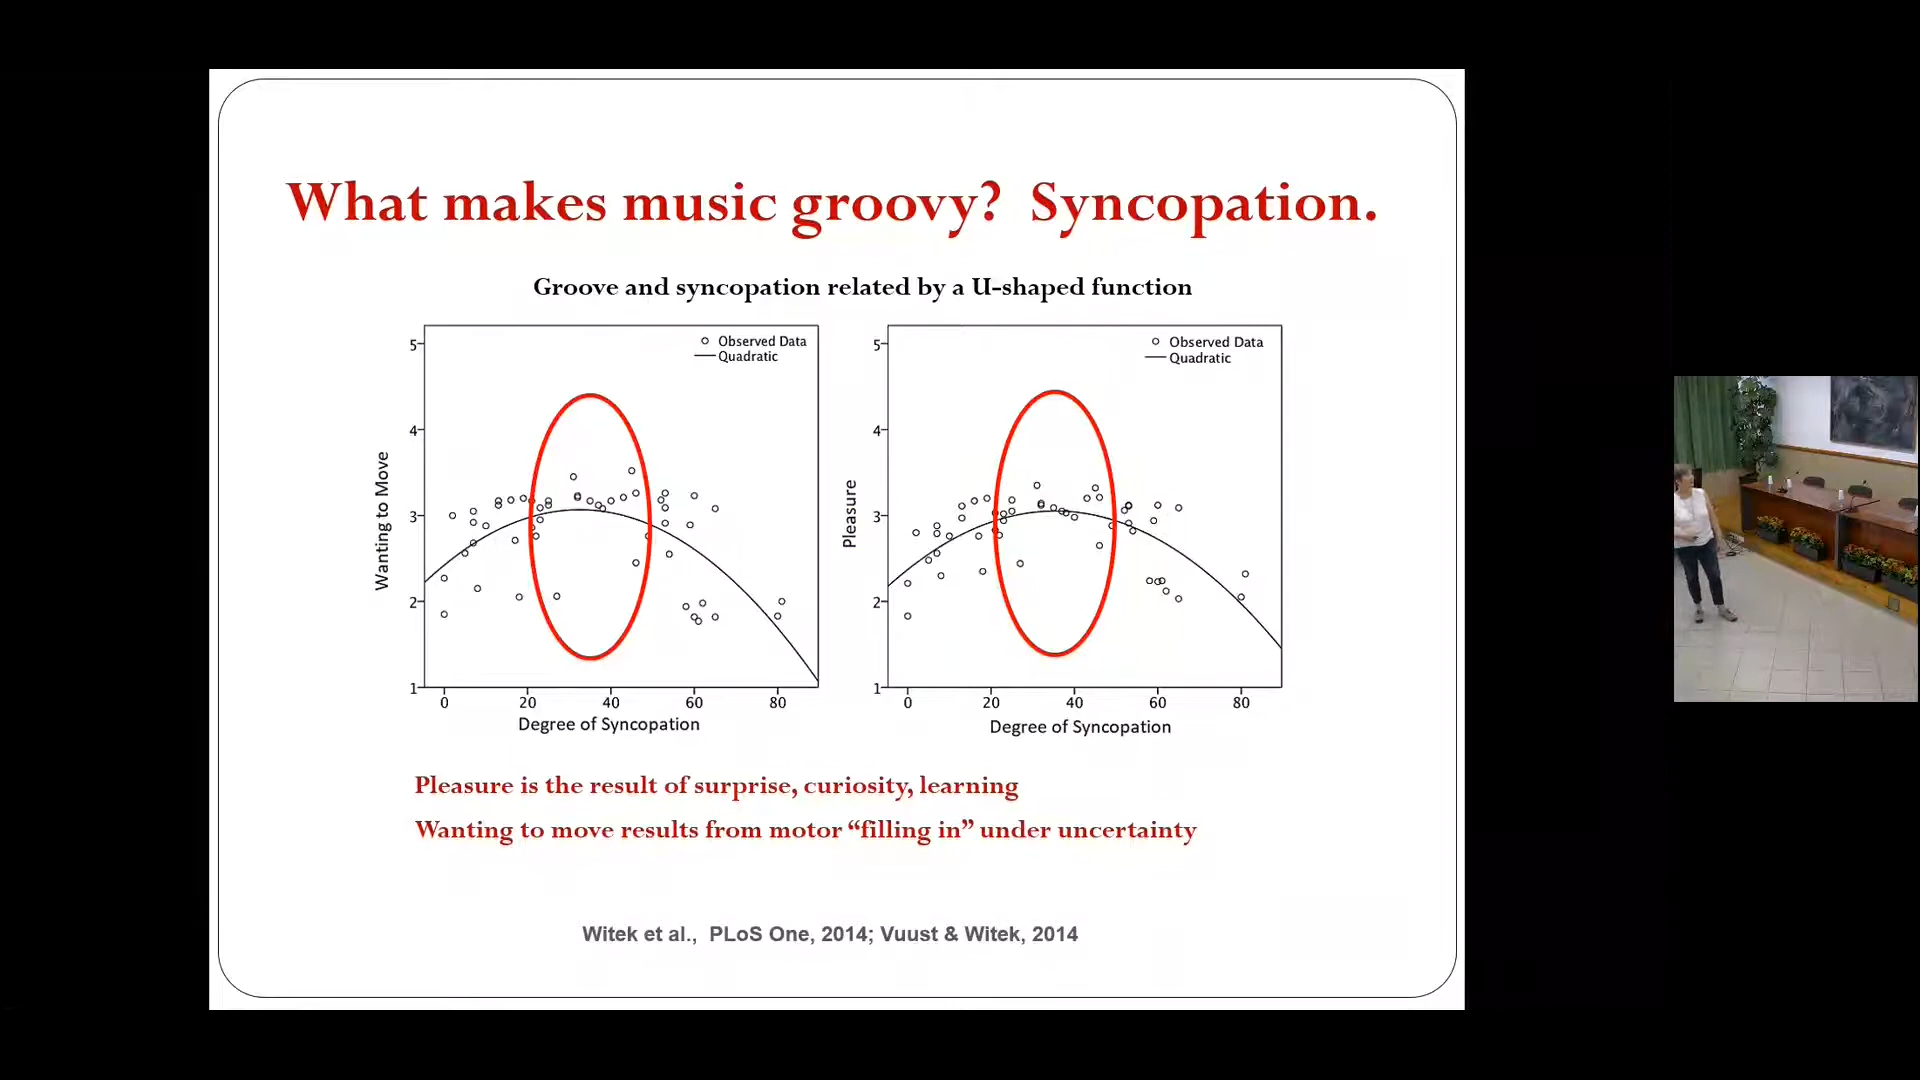 What makes music groovy?  Syncopation.
Groove and syncopation related by a U-shaped function
Observed Data
Quadratic
5
4
3
2
1
Wanting to Move
0 20 40 60 80
Degree of Syncopation
Observed Data
Quadratic
5
4
3
2
1
Pleasure
0 20 40 60 80
Degree of Syncopation
Pleasure is the result of surprise, curiosity, learning
Wanting to move results from motor “filling in” under uncertainty
Witek et al.,  PLoS One, 2014; Vuust & Witek, 2014